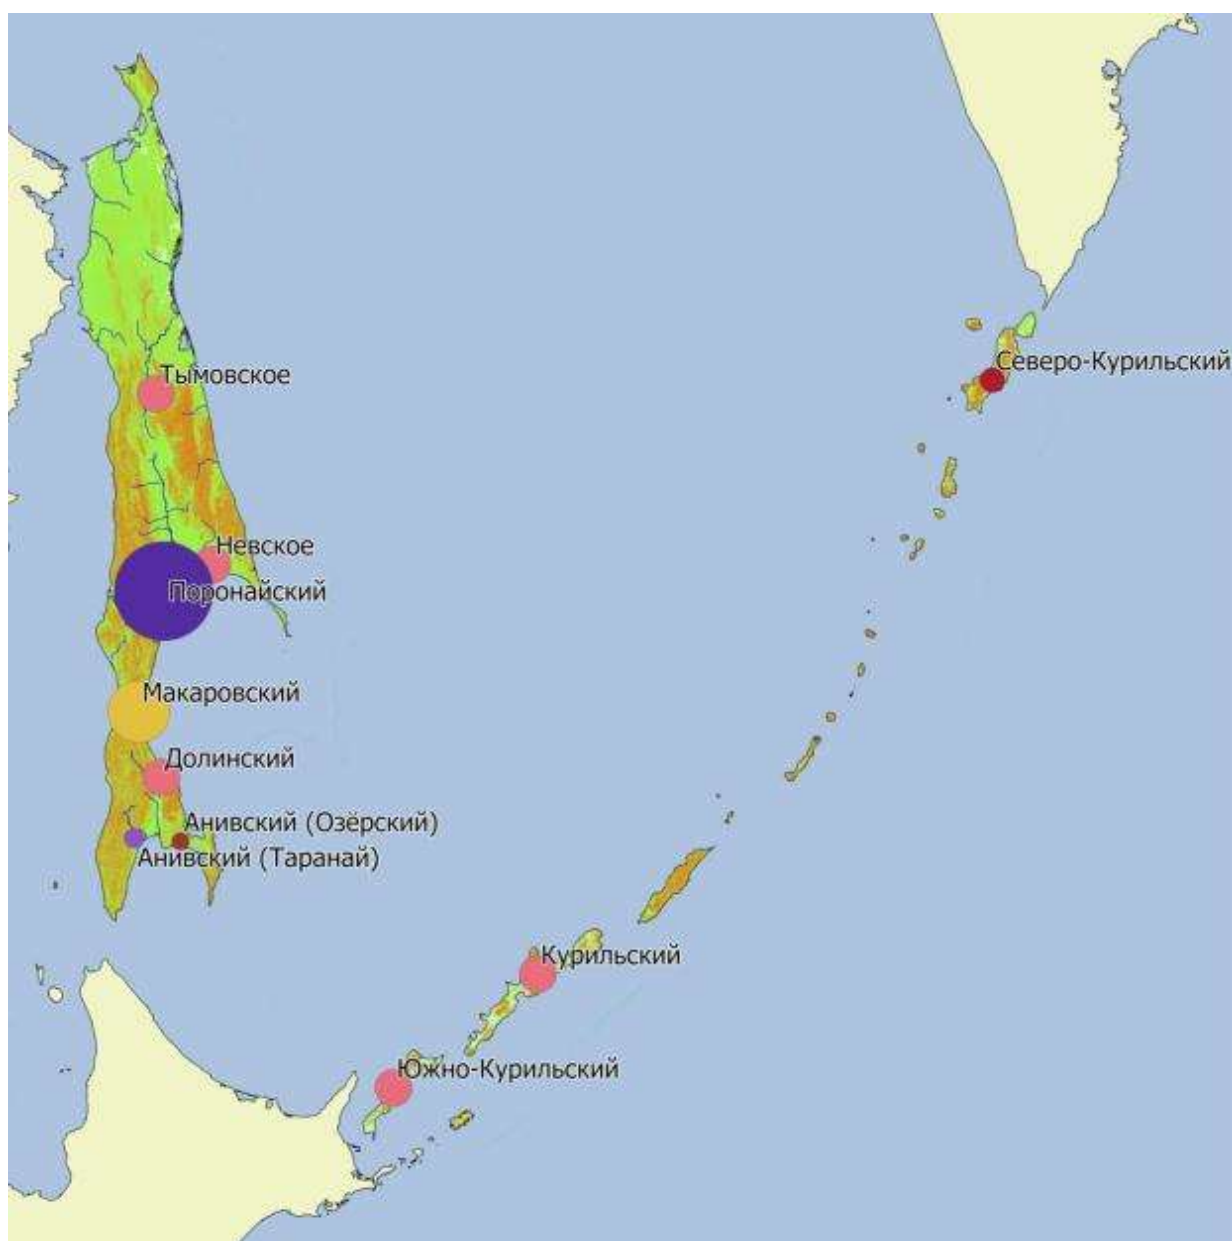 Северо-Курильский
Тымовское
Невское
Поронайский
Макаровский
Долинский
Анивский (Озёрский)
Анивский (Таранай)
Курильский
Южно-Курильский